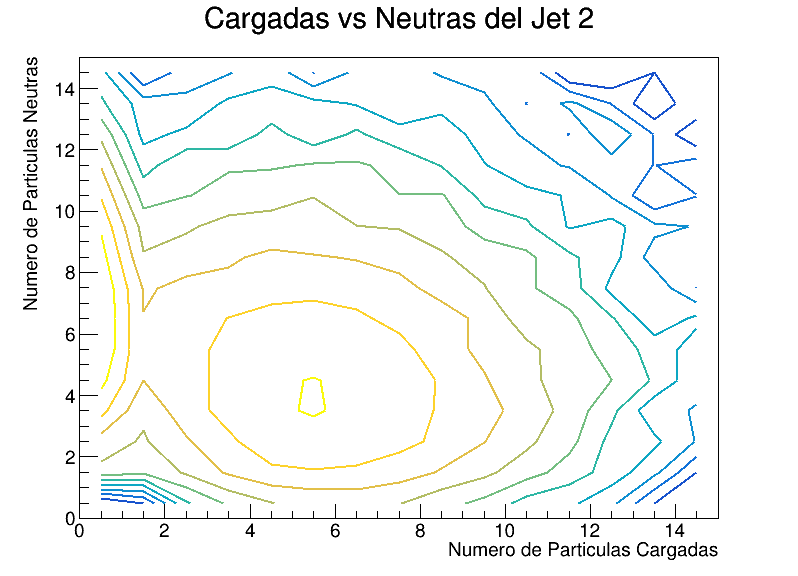 Cargadas vs Neutras del Jet 2
Numero de Particulas Neutras
14
12
10
8
6
4
2
0
0 2 4 6 8 10 12 14
Numero de Particulas Cargadas